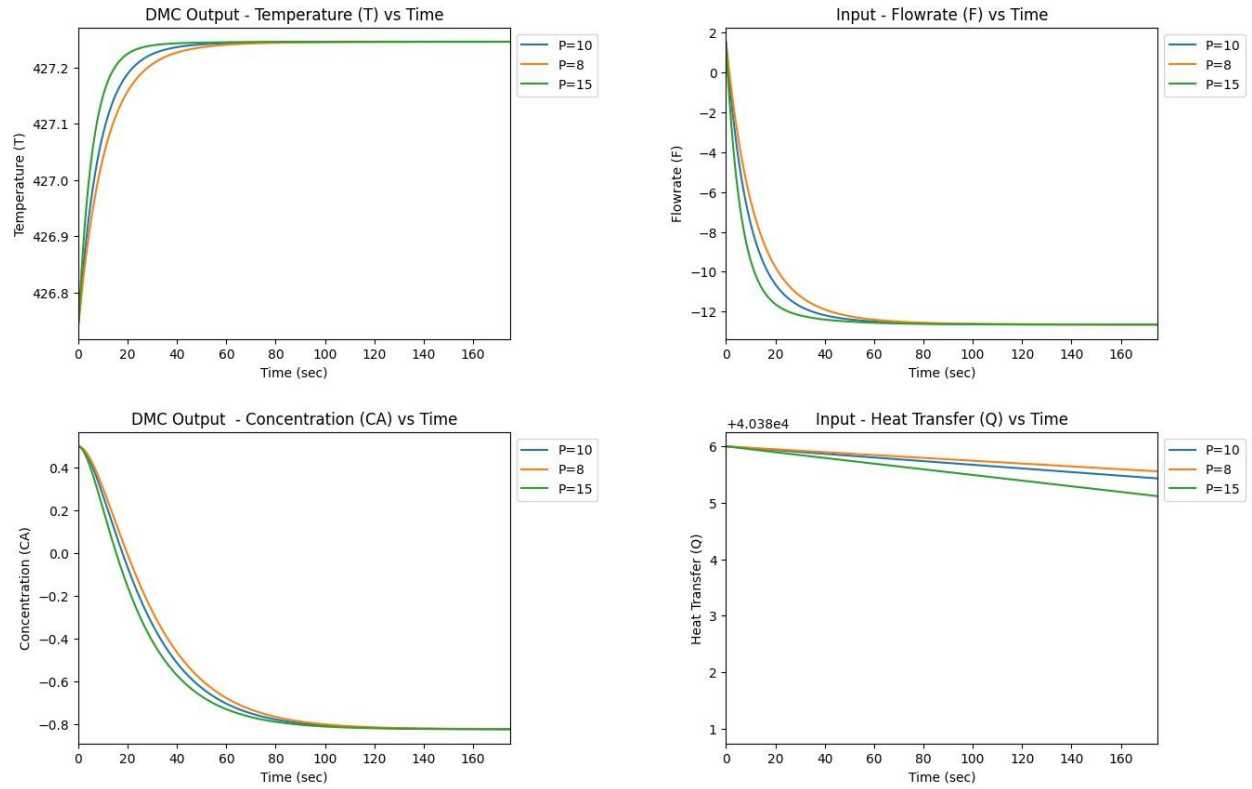 DMC Output - Temperature (T) vs Time
Temperature (T)
427.2
427.1
427.0
426.9
426.8
0 20 40 60 80 100 120 140 160
Time (sec)
P=10
P=8
P=15
Input - Flowrate (F) vs Time
Flowrate (F)
2
0
−2
−4
−6
−8
−10
−12
0 20 40 60 80 100 120 140 160
Time (sec)
P=10
P=8
P=15
DMC Output  - Concentration (CA) vs Time
Concentration (CA)
0.4
0.2
0.0
−0.2
−0.4
−0.6
−0.8
0 20 40 60 80 100 120 140 160
Time (sec)
P=10
P=8
P=15
Input - Heat Transfer (Q) vs Time
+4.038e4
Heat Transfer (Q)
6
5
4
3
2
1
0 20 40 60 80 100 120 140 160
Time (sec)
P=10
P=8
P=15